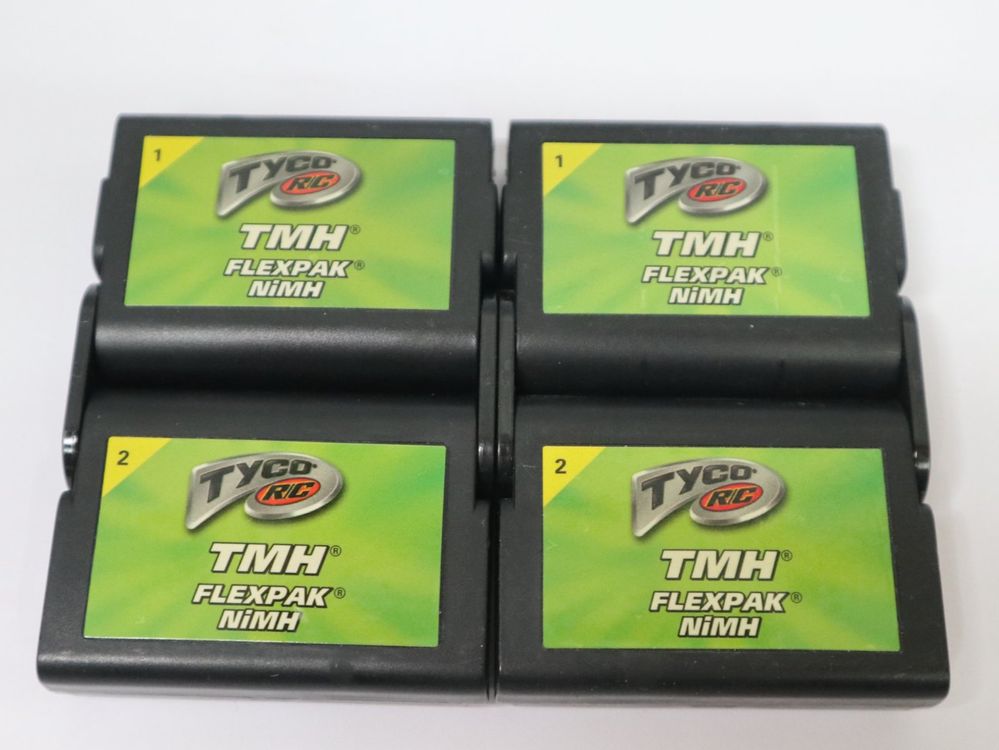 1
TYCO R/C
TMH®
FLEXPAK®
NiMH
1
TYCO R/C
TMH®
FLEXPAK®
NiMH
2
TYCO R/C
TMH®
FLEXPAK®
NiMH
2
TYCO R/C
TMH®
FLEXPAK®
NiMH